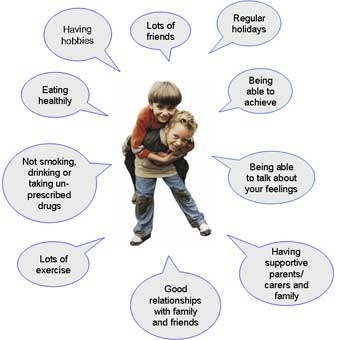 Having
hobbies
Lots of
friends
Regular
holidays
Eating
healthily
Being
able to
achieve
Not smoking,
drinking or
taking un-
prescribed
drugs
Being able
to talk about
your feelings
Lots of
exercise
Good
relationships
with family
and friends
Having
supportive
parents/
carers and
family